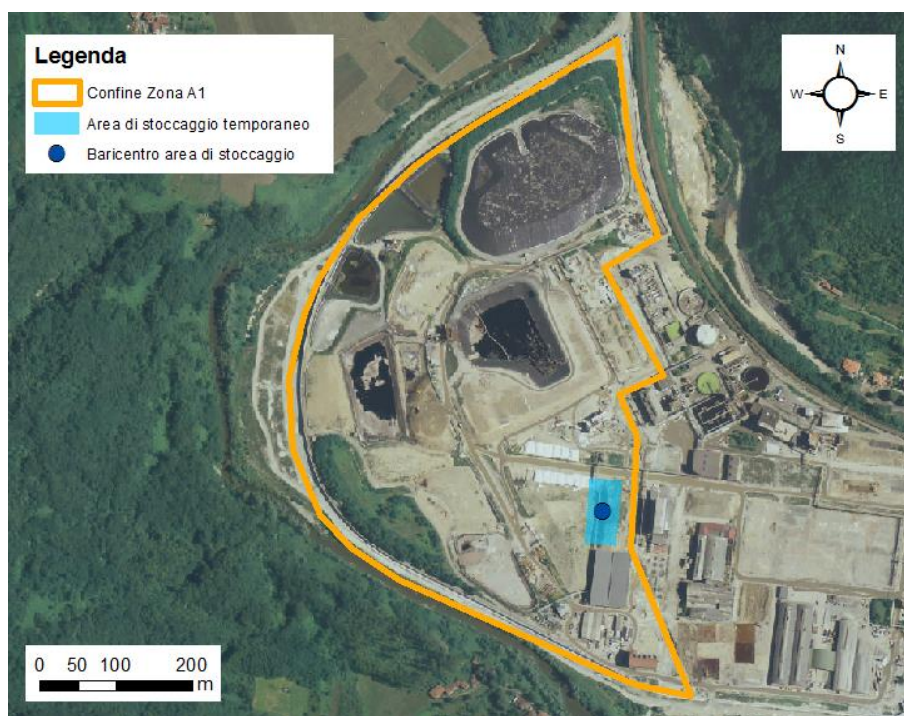 Legenda
Confine Zona A1
Area di stoccaggio temporaneo
Baricentro area di stoccaggio
N
W E
S
0 50 100 200
m